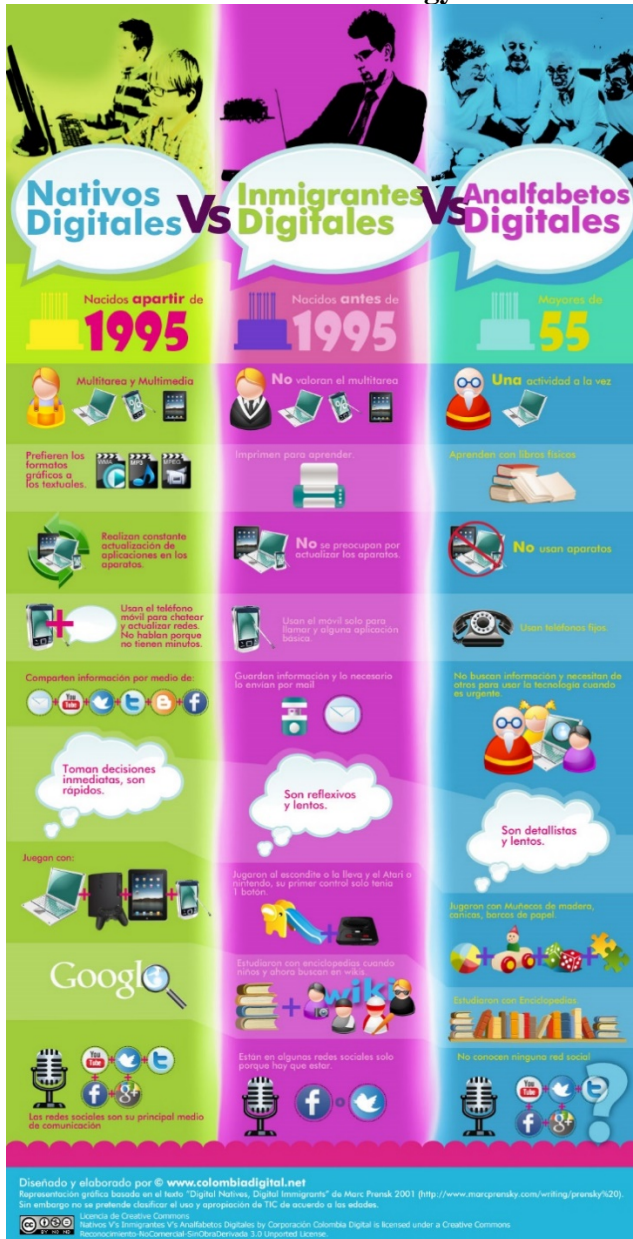 Nativos
Digitales
Vs
Inmigrantes
Digitales
Vs
Analfabetos
Digitales
Nacidos apartir de
1995
Nacidos antes de
1995
Mayores de
55
Multitarea y Multimedia
No valoran el multitarea
Una actividad a la vez
Prefieren los
formatos
gráficos a
los textuales.
WMA
MP3
MPEG
Imprimen para aprender.
Aprenden con libros físicos
Realizan constante
actualización de
aplicaciones en los
aparatos.
No se preocupan por
actualizar los aparatos.
No usan aparatos
Usan el teléfono
móvil para chatear
y actualizar redes.
No hablan porque
no tienen minutos.
Usan el móvil solo para
llamar y alguna aplicación
básica.
Usan teléfonos fijos.
Comparten información por medio de:
You
Tube
Guardan información y lo necesario
lo envían por mail
No buscan información y necesitan de
otros para usar la tecnología cuando
es urgente.
Toman decisiones
inmediatas, son
rápidos.
Son reflexivos
y lentos.
Son detallistas
y lentos.
Juegan con:
Jugaron al escondite o la lleva y el Atari o
nintendo, su primer control solo tenia
1 botón.
Jugaron con Muñecos de madera,
canicas, barcos de papel
Google
Estudiaron con enciclopedias cuando
niños y ahora buscan en wikis
wiki
Estudiaron con Enciclopedias
You
Tube
g+
Las redes sociales son su principal medio
de comunicación
Están en algunas redes sociales solo
porque hay que estar.
o
No conocen ninguna red social
You
Tube
g+
?
Diseñado y elaborado por © www.colombiadigital.net
Representación gráfica basada en el texto "Digital Natives, Digital Immigrants" de Marc Prensk 2001 (http://www.marcprensky.com/writing/prensky%20).
Sin embargo no se pretende clasificar el uso y apropiación de TIC de acuerdo a las edades.
Licencia de Creative Commons
Nativos V's Inmigrantes V's Analfabetos Digitales by Corporación Colombia Digital is licensed under a Creative Commons
Reconocimiento-NoComercial-SinObraDerivada 3.0 Unported License.